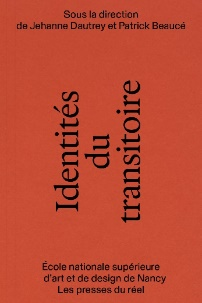 Sous la direction
de Jehanne Dautrey et Patrick Beaucé
Identités
du
transitoire
École nationale supérieure
d'art et de design de Nancy
Les presses du réel